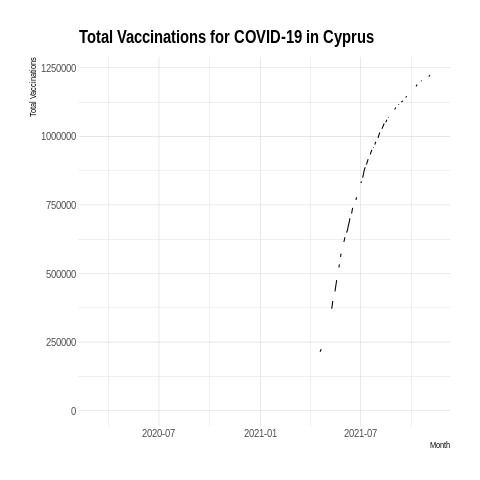 Total Vaccinations for COVID-19 in Cyprus
Total Vaccinations
1250000
1000000
750000
500000
250000
0
2020-07 2021-01 2021-07
Month